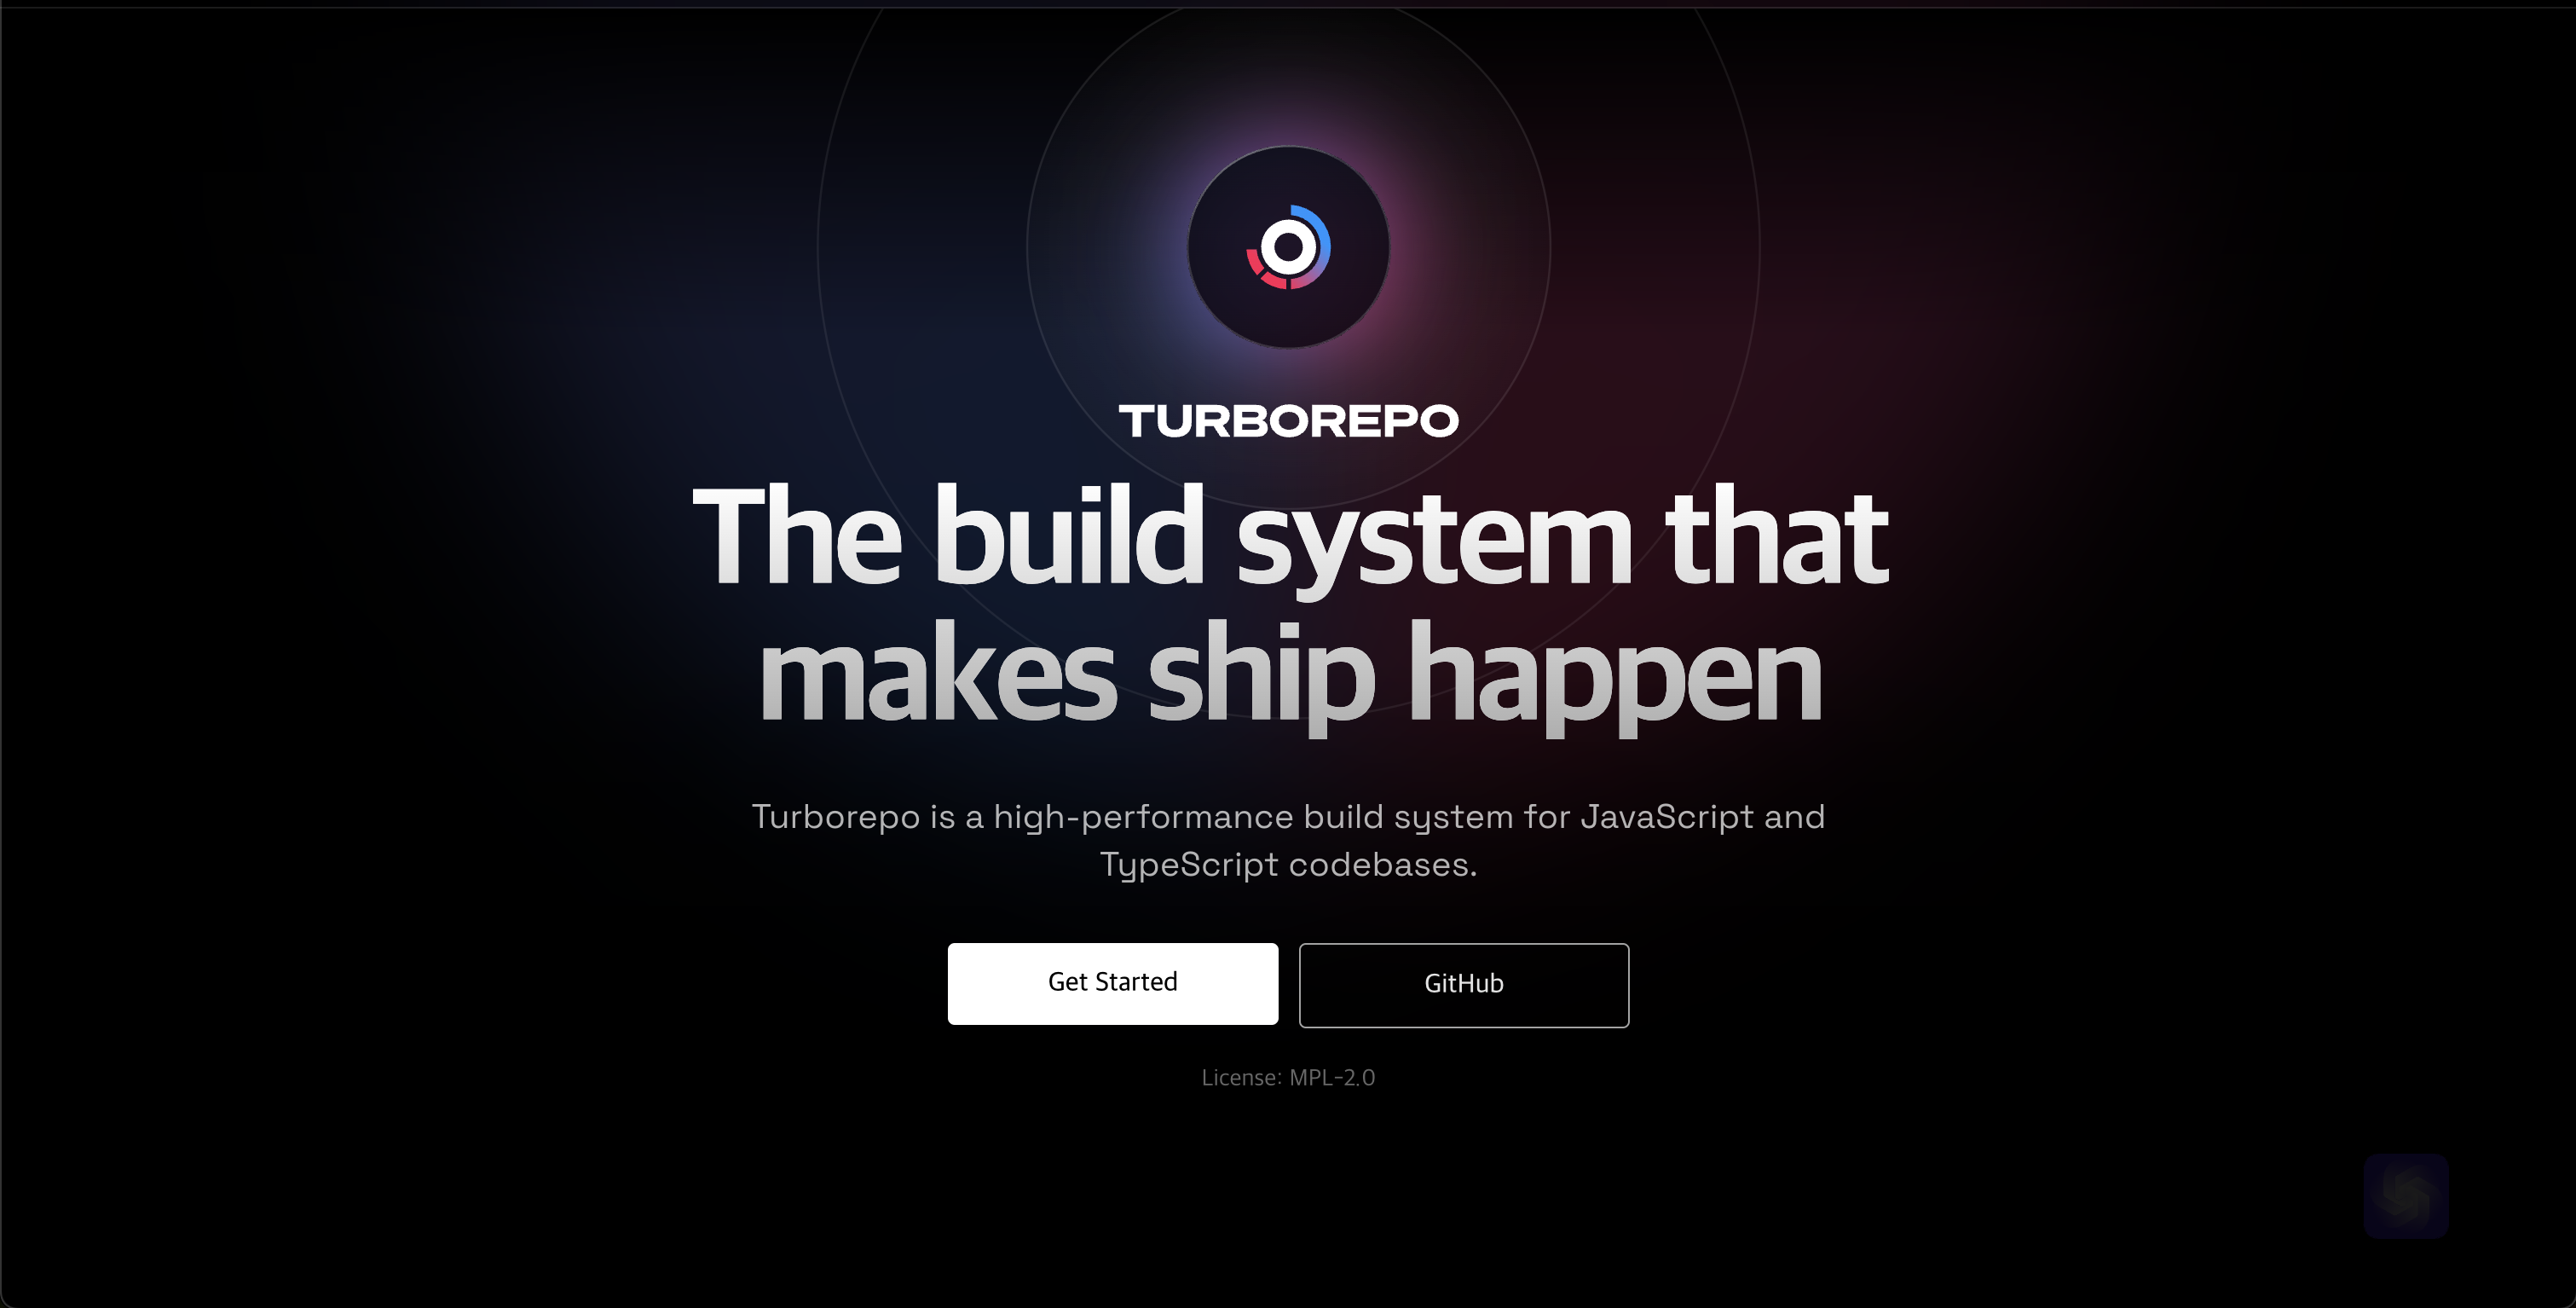 TURBOREPO
The build system that
makes ship happen
Turborepo is a high-performance build system for JavaScript and
TypeScript codebases.
Get Started
GitHub
License: MPL-2.0